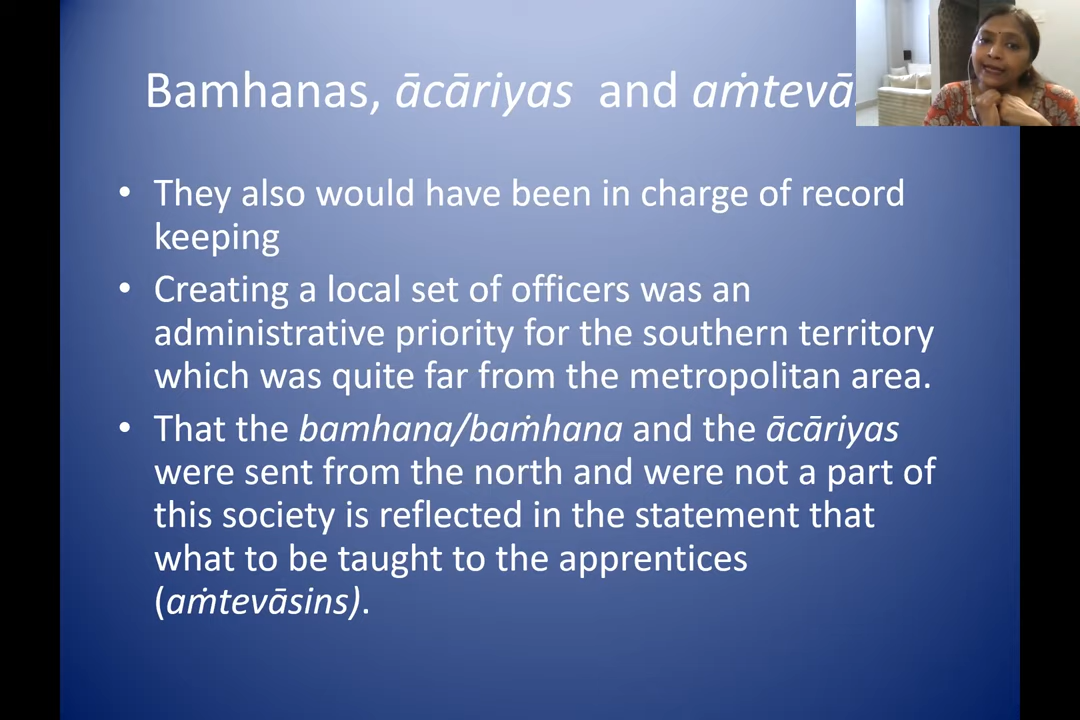 Bamhanas, ācāriyas and
• They also would have been in charge of record
keeping
• Creating a local set of officers was an
administrative priority for the southern territory
which was quite far from the metropolitan area.
• That the bamhana/baṁhana and the ācāriyas
were sent from the north and were not a part of
this society is reflected in the statement that
what to be taught to the apprentices
(aṁtevāsins).